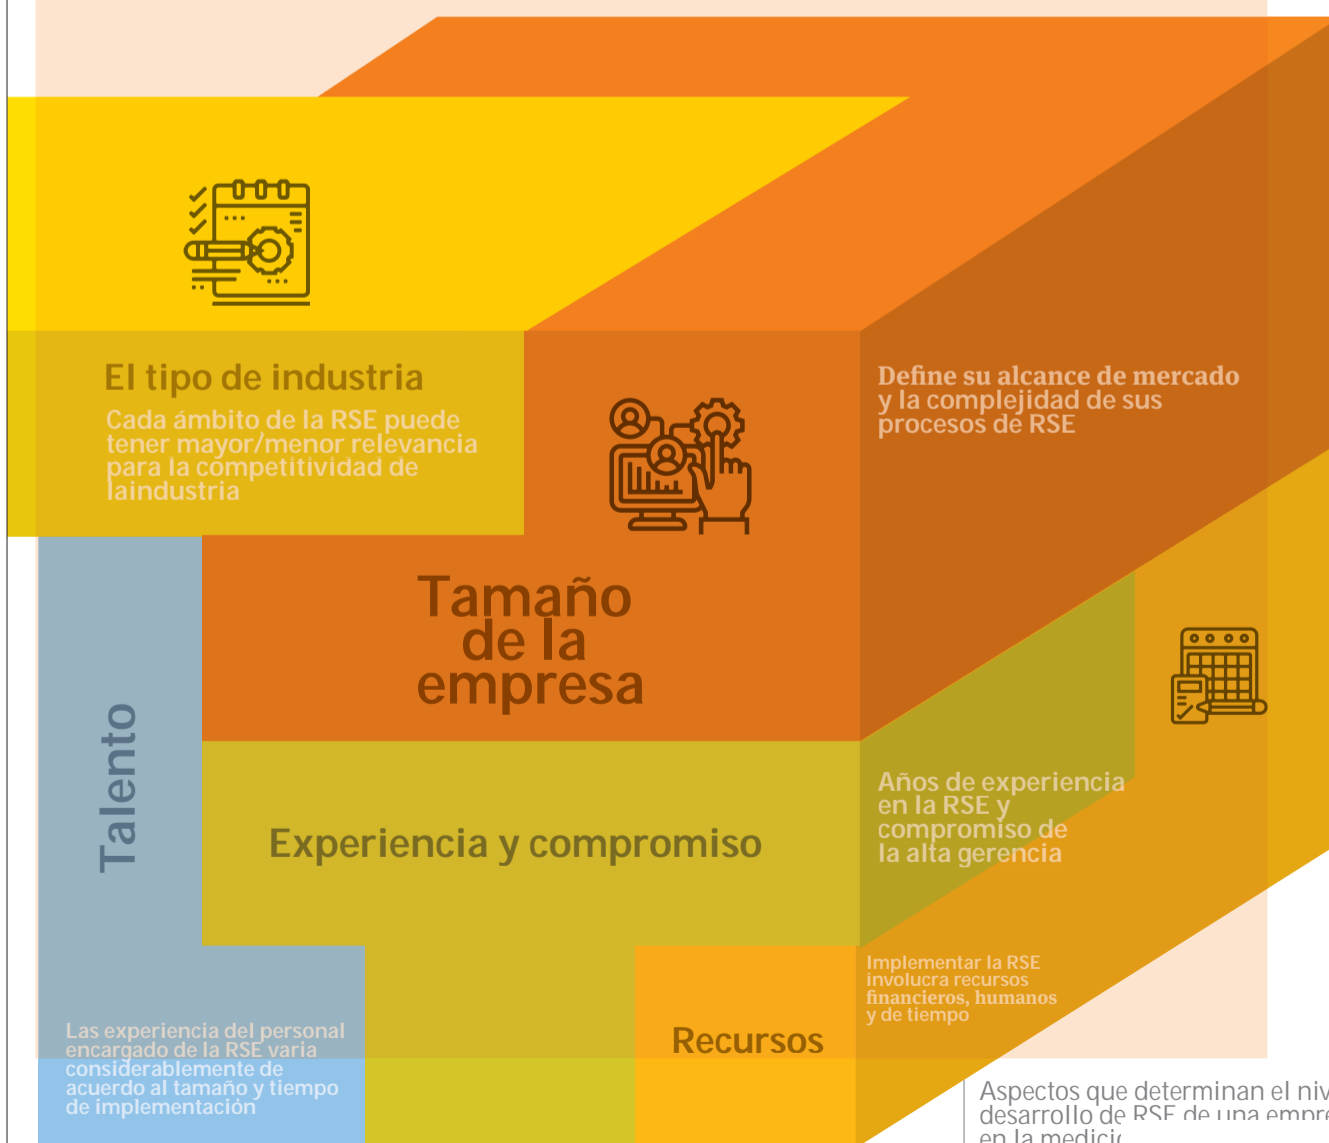 El tipo de industria
Cada ámbito de la RSE puede
tener mayor/menor relevancia
para la competitividad de
laindustria
Define su alcance de mercado
y la complejidad de sus
procesos de RSE
Tamaño
de la
empresa
Talento
Experiencia y compromiso
Años de experiencia
en la RSE y
compromiso de
la alta gerencia
Implementar la RSE
involucra recursos
financieros, humanos
y de tiempo
Recursos
Las experiencia del personal
encargado de la RSE varia
considerablemente de
acuerdo al tamaño y tiempo
de implementación
Aspectos que determinan el
desarrollo de RSE de una
en la